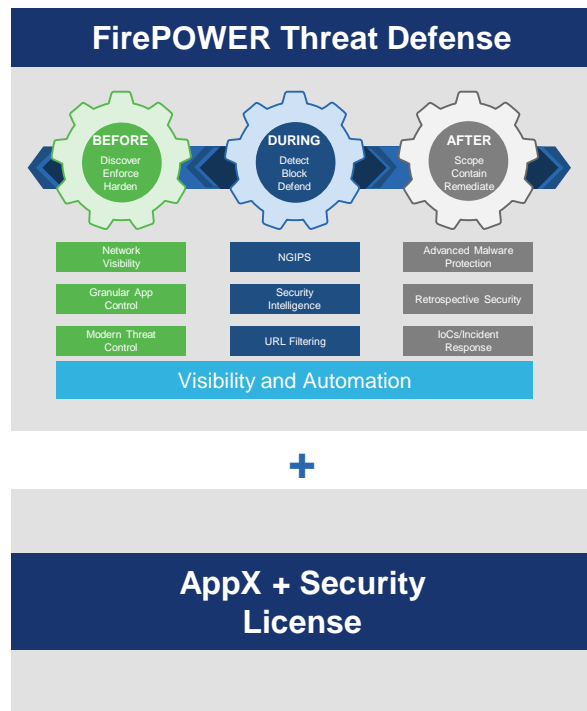 FirePOWER Threat Defense
BEFORE
Discover
Enforce
Harden
DURING
Detect
Block
Defend
AFTER
Scope
Contain
Remediate
Network
Visibility
NGIPS
Advanced Malware
Protection
Granular App
Control
Security
Intelligence
Retrospective Security
Modern Threat
Control
URL Filtering
IoCs/Incident
Response
Visibility and Automation
+
AppX + Security
License